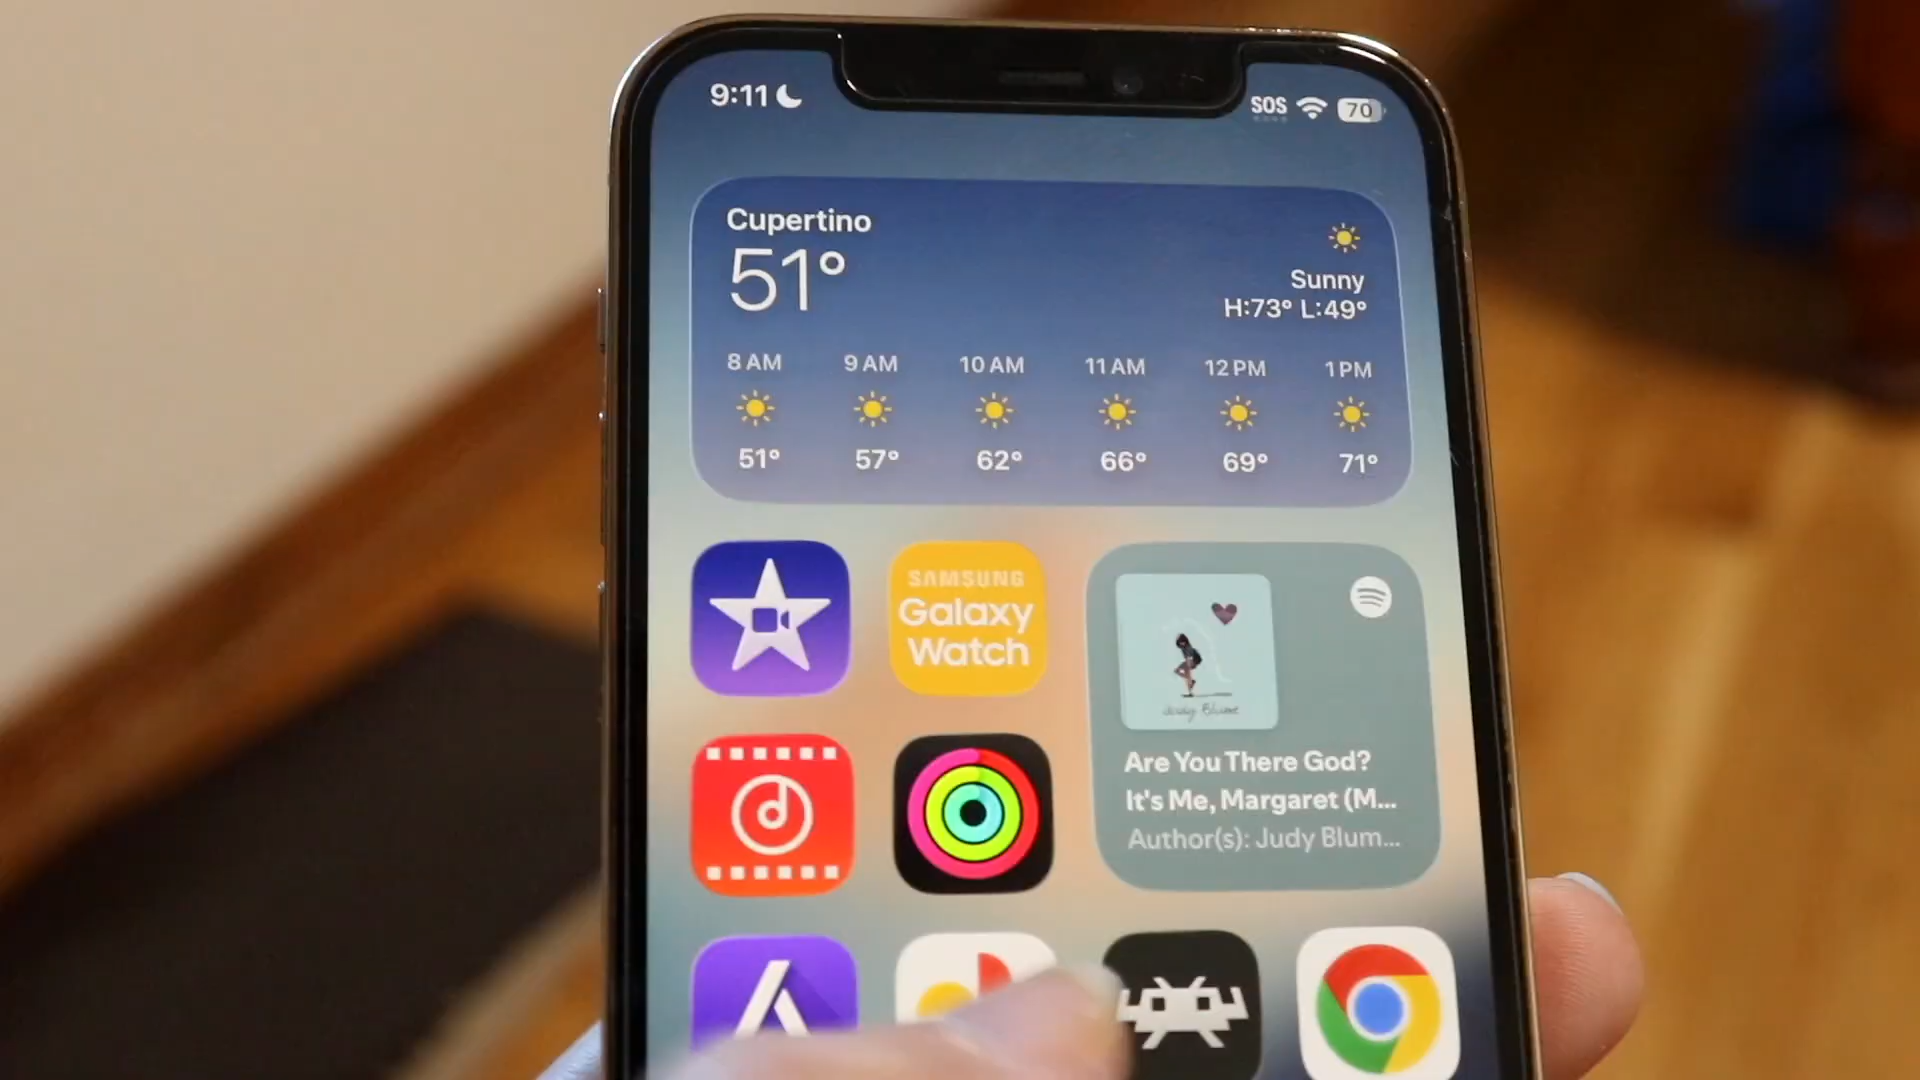 9:11
SOS
70
Cupertino
51°
Sunny
H:73° L:49°
8 AM 9 AM 10 AM 11 AM 12 PM 1 PM
51° 57° 62° 66° 69° 71°
SAMSUNG
Galaxy
Watch
Judy Blume
Are You There God?
It's Me, Margaret (M...
Author(s): Judy Blum...